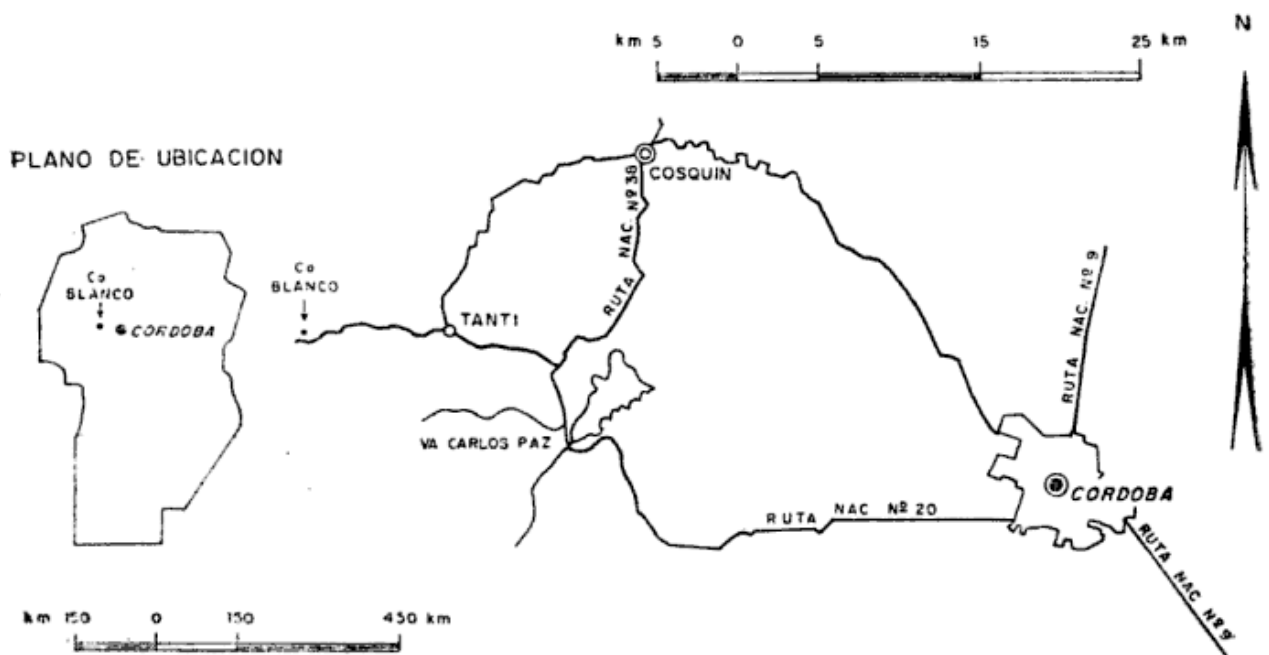 N
km 5 0 5 15 25 km
PLANO DE UBICACION
COSQUIN
RUTA NAC. Nº 38
Co
BLANCO
CORDOBA
Co
BLANCO
TANTI
RUTA NAC. Nº 9
VA CARLOS PAZ
CORDOBA
RUTA NAC Nº 20
RUTA NAC Nº 9
km 150 0 150 450 km